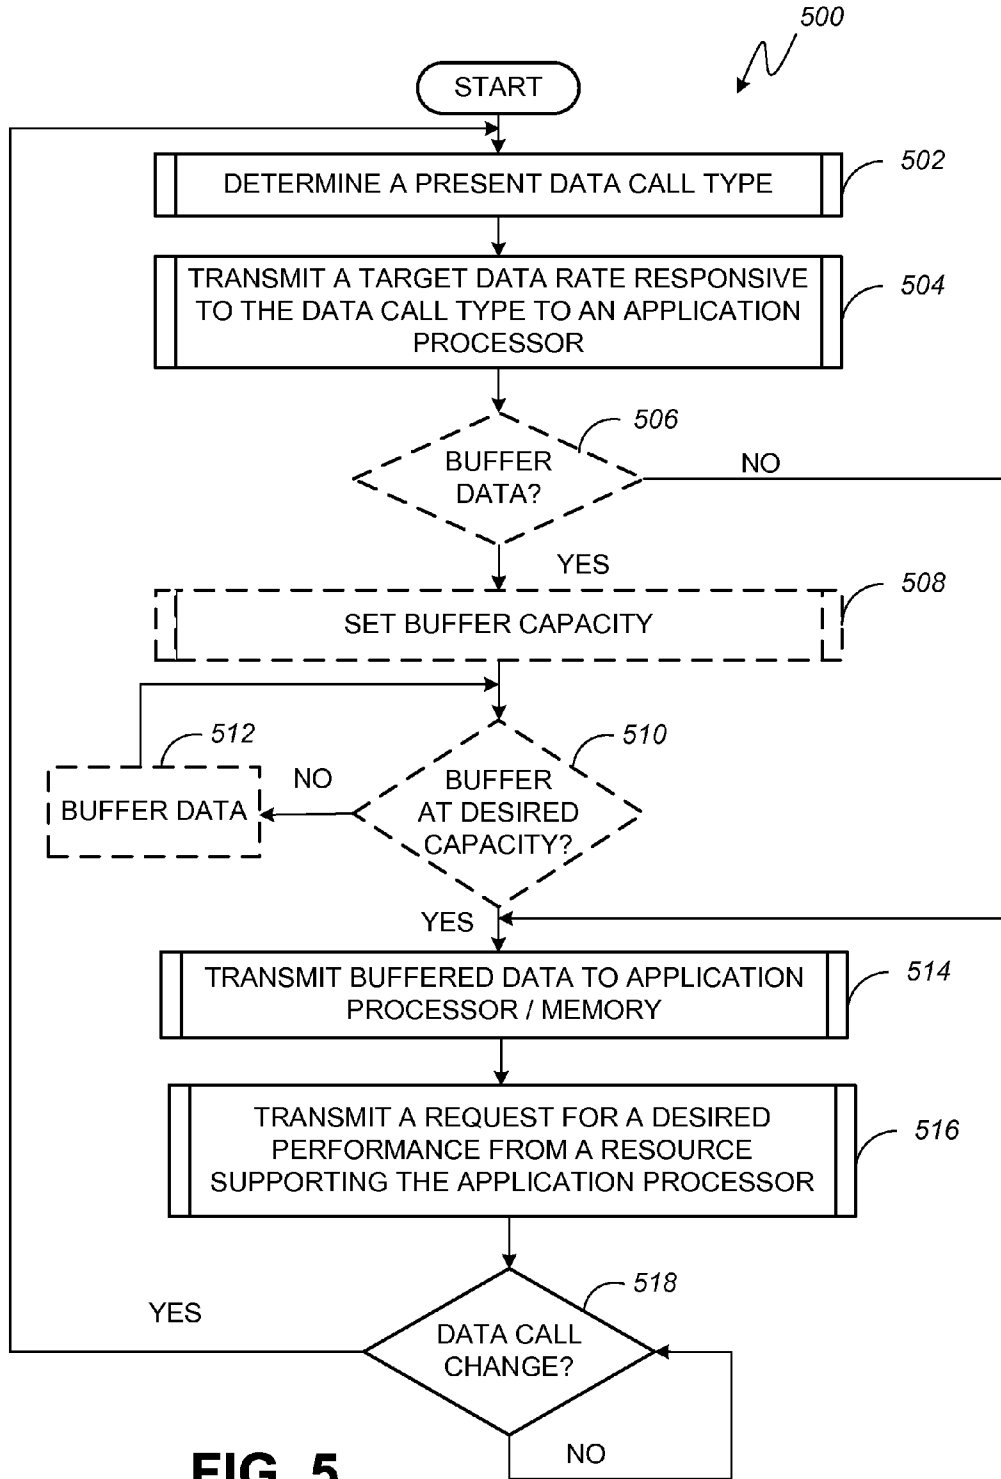 500
START
DETERMINE A PRESENT DATA CALL TYPE
502
TRANSMIT A TARGET DATA RATE RESPONSIVE
TO THE DATA CALL TYPE TO AN APPLICATION
PROCESSOR
504
506
BUFFER
DATA?
NO
YES
508
SET BUFFER CAPACITY
512
510
BUFFER DATA
NO
BUFFER
AT DESIRED
CAPACITY?
YES
TRANSMIT BUFFERED DATA TO APPLICATION
PROCESSOR / MEMORY
514
TRANSMIT A REQUEST FOR A DESIRED
PERFORMANCE FROM A RESOURCE
SUPPORTING THE APPLICATION PROCESSOR
516
518
YES
DATA CALL
CHANGE?
NO
FIG. 5